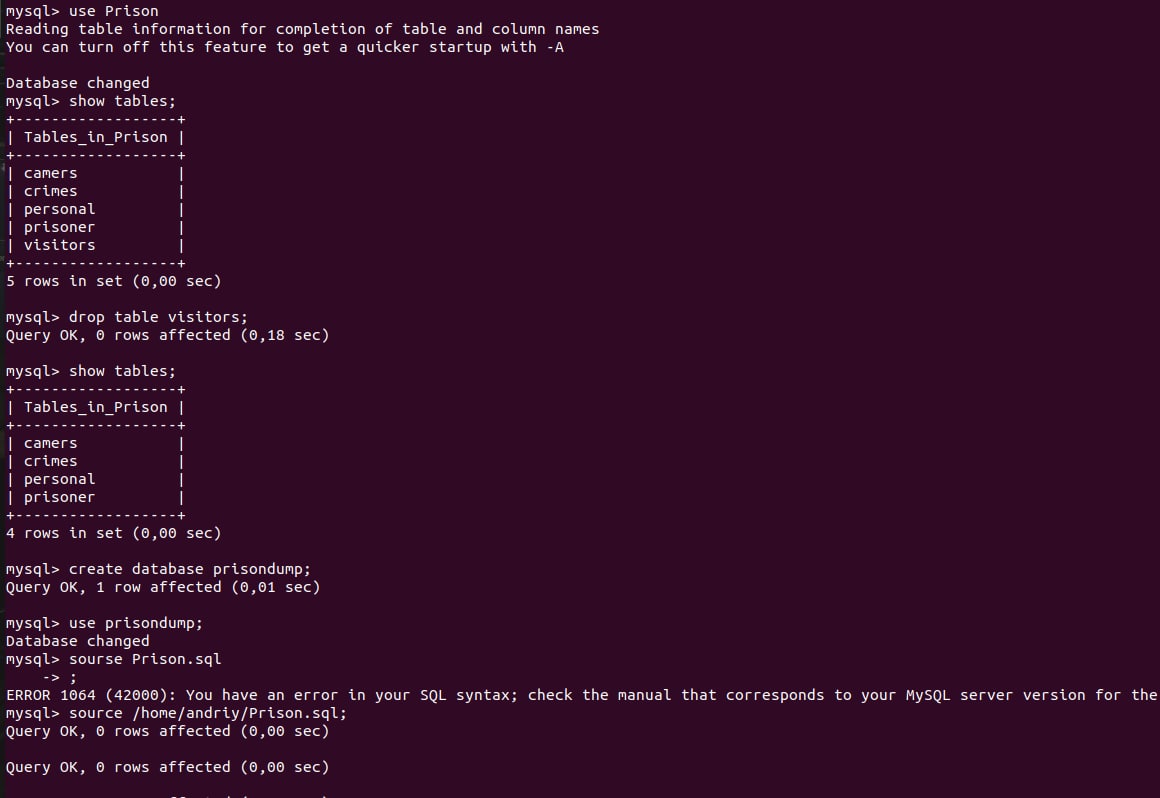 mysql> use Prison
Reading table information for completion of table and column names
You can turn off this feature to get a quicker startup with -A
Database changed
mysql> show tables;
+------------------+
| Tables_in_Prison |
+------------------+
| camers           |
| crimes           |
| personal         |
| prisoner         |
| visitors         |
+------------------+
5 rows in set (0,00 sec)
mysql> drop table visitors;
Query OK, 0 rows affected (0,18 sec)
mysql> show tables;
+------------------+
| Tables_in_Prison |
+------------------+
| camers           |
| crimes           |
| personal         |
| prisoner         |
+------------------+
4 rows in set (0,00 sec)
mysql> create database prisondump;
Query OK, 1 row affected (0,01 sec)
mysql> use prisondump;
Database changed
mysql> sourse Prison.sql
    -> ;
ERROR 1064 (42000): You have an error in your SQL syntax; check the manual that corresponds to your MySQL server version for the
mysql> source /home/andriy/Prison.sql;
Query OK, 0 rows affected (0,00 sec)
Query OK, 0 rows affected (0,00 sec)